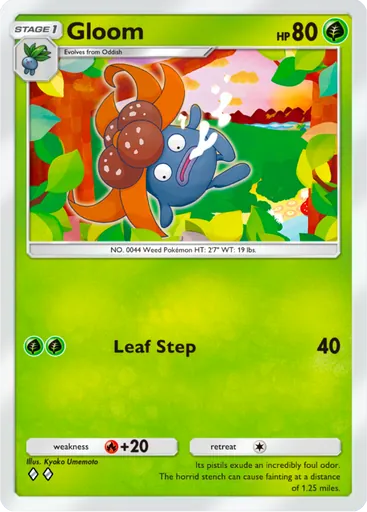 STAGE 1
Gloom
HP 80
Evolves from Oddish
NO. 0044 Weed Pokémon HT: 2'7" WT: 19 lbs.
Leaf Step 40
weakness +20 retreat
Illus. Kyoko Umemoto
Its pistils exude an incredibly foul odor.
The horrid stench can cause fainting at a distance
of 1.25 miles.